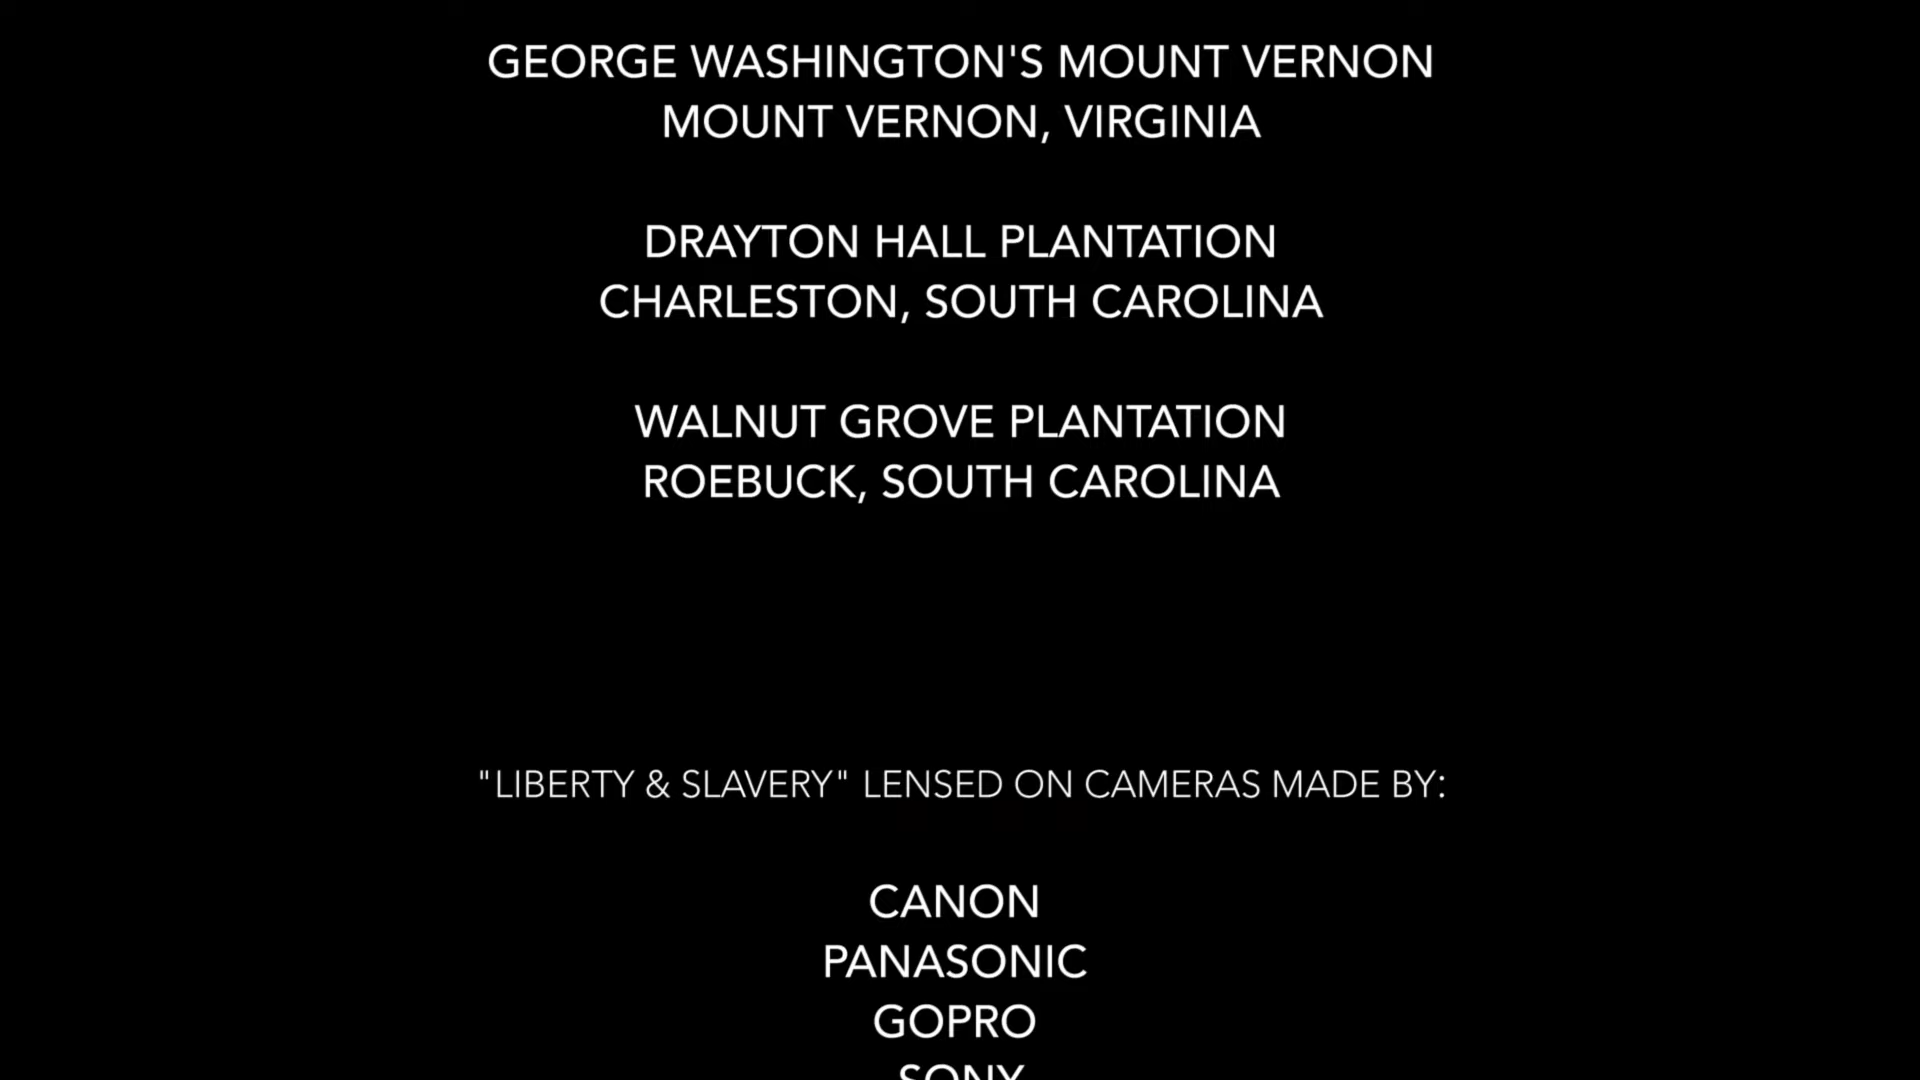 GEORGE WASHINGTON'S MOUNT VERNON
MOUNT VERNON, VIRGINIA
DRAYTON HALL PLANTATION
CHARLESTON, SOUTH CAROLINA
WALNUT GROVE PLANTATION
ROEBUCK, SOUTH CAROLINA
"LIBERTY & SLAVERY" LENSED ON CAMERAS MADE BY:
CANON
PANASONIC
GOPRO
SONY